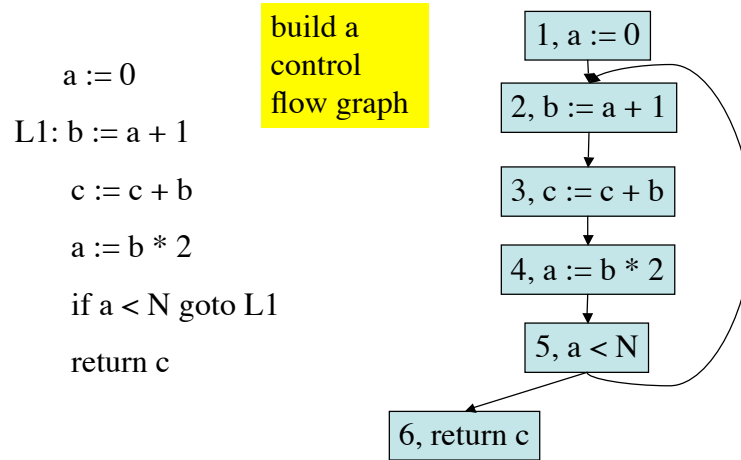 a := 0
L1: b := a + 1
c := c + b
a := b * 2
if a < N goto L1
return c
build a
control
flow graph
1, a := 0
2, b := a + 1
3, c := c + b
4, a := b * 2
5, a < N
6, return c